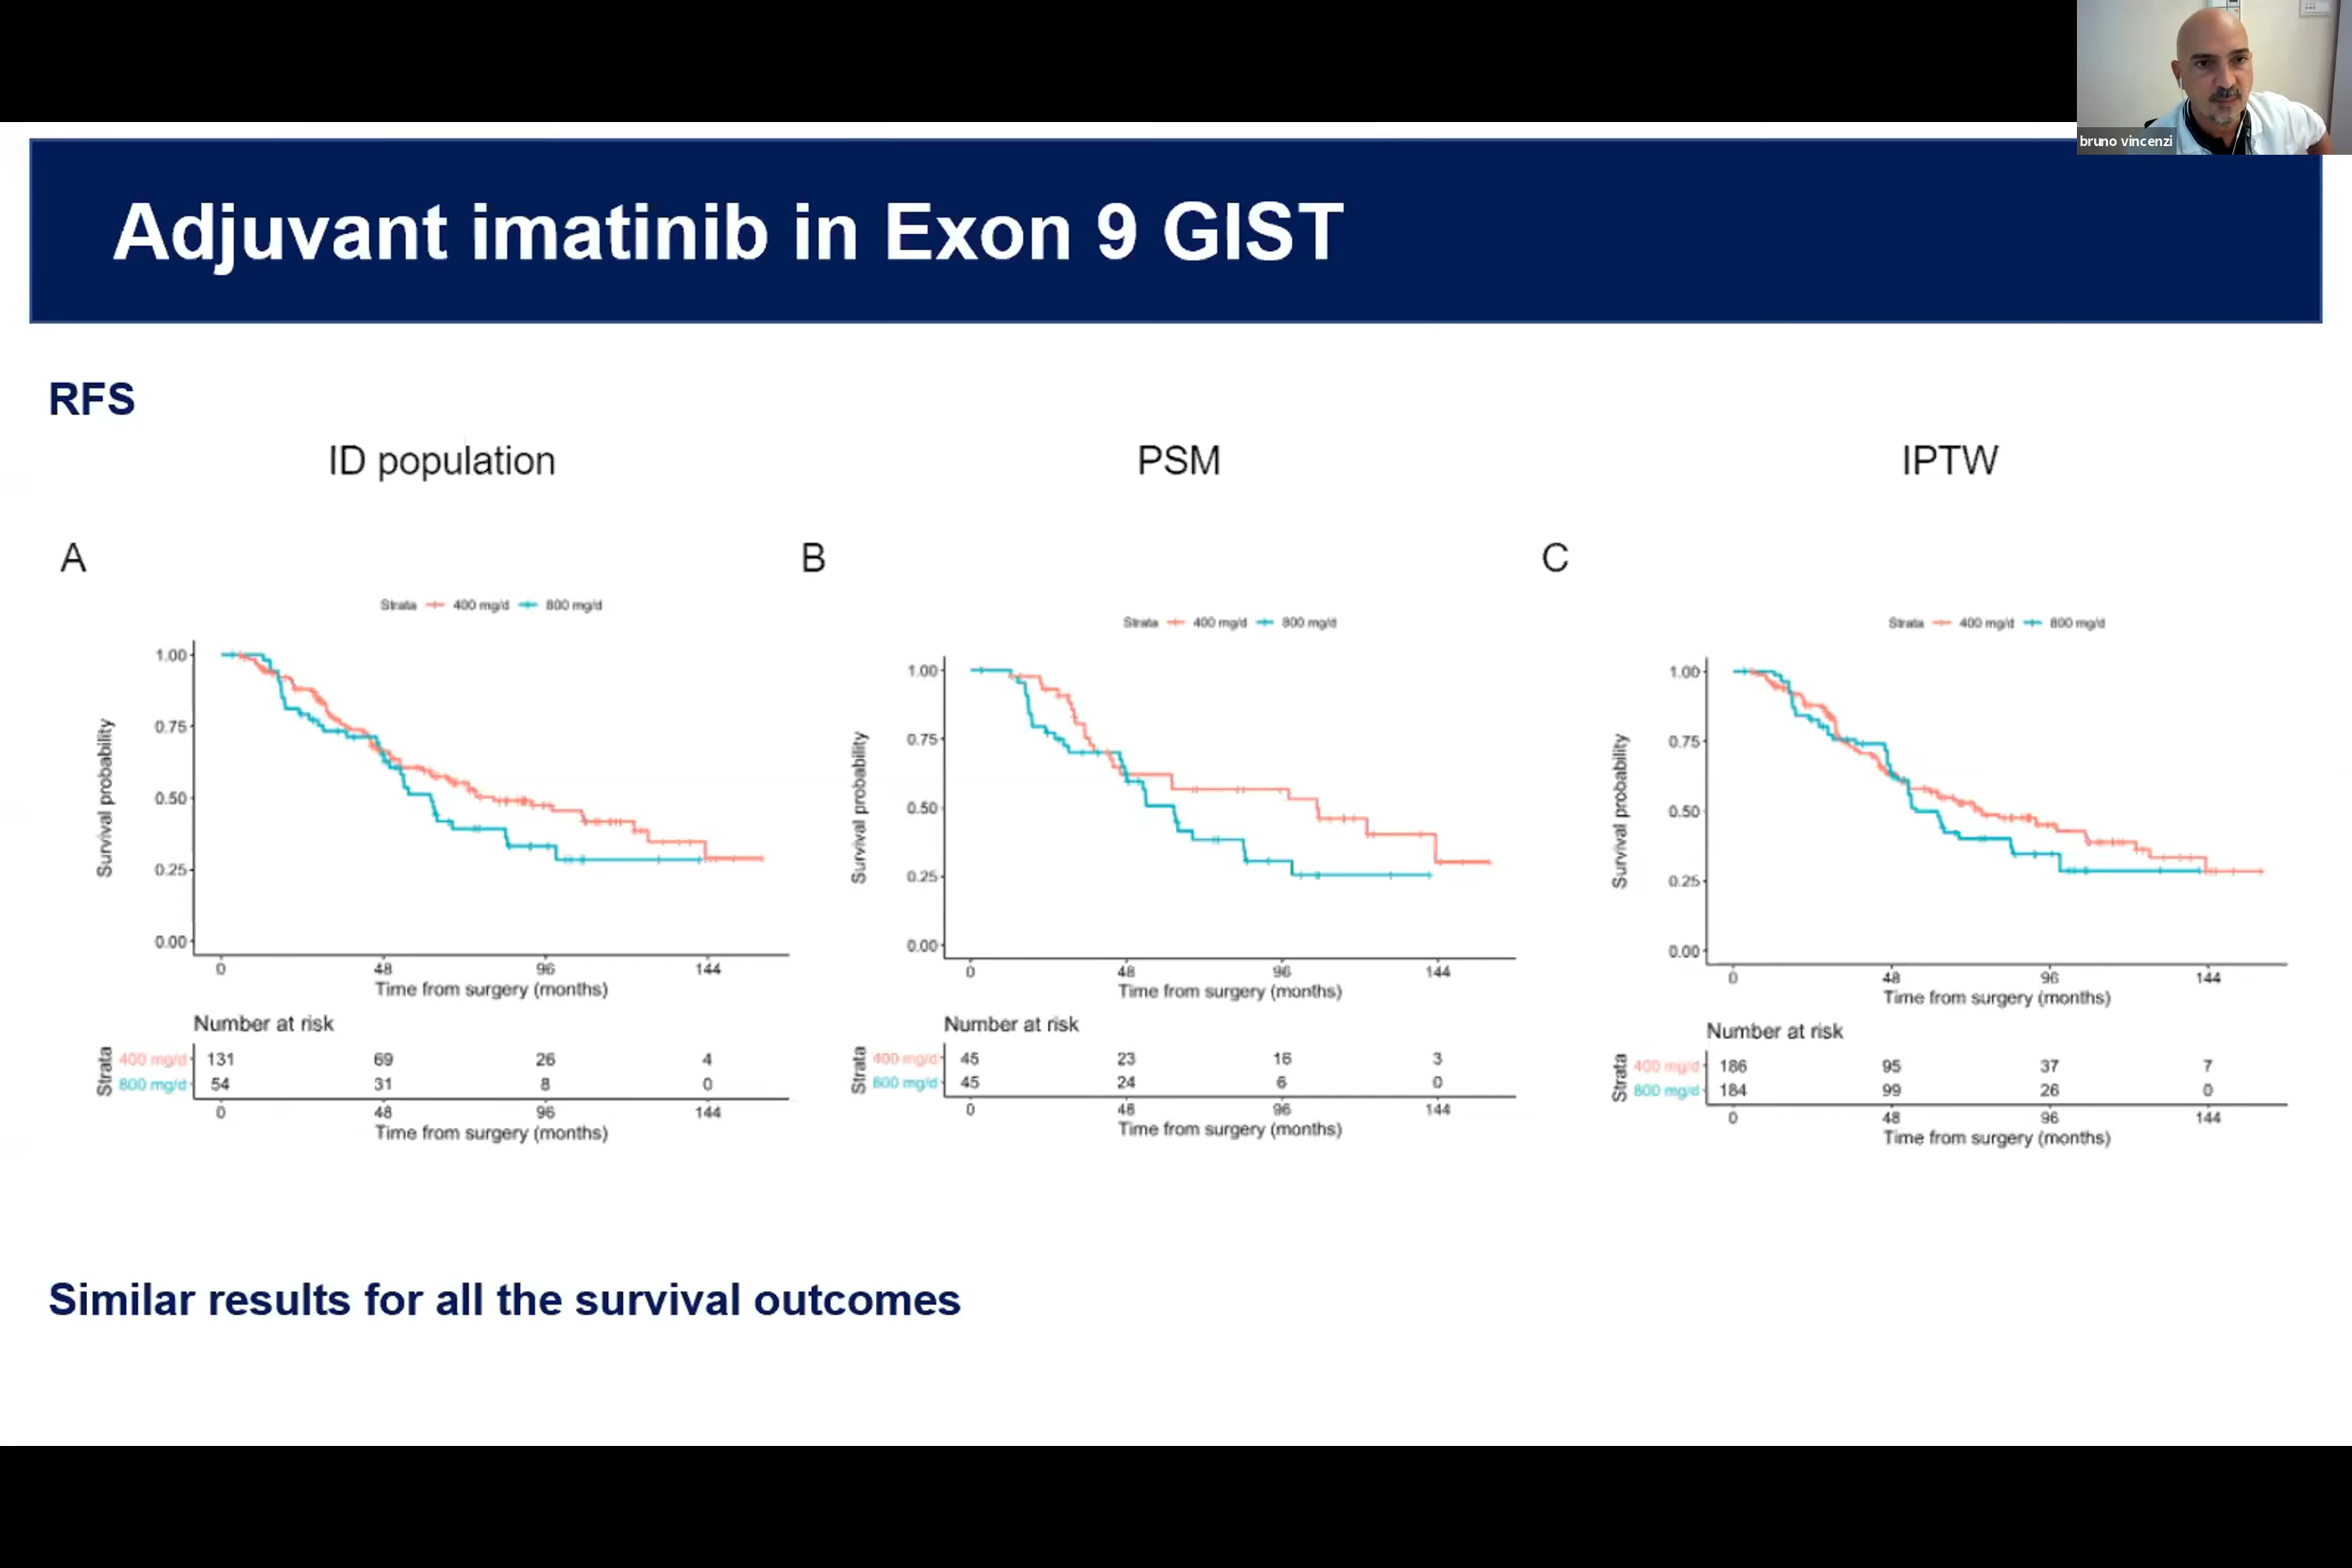 bruno vincenzi
Adjuvant imatinib in Exon 9 GIST
RFS
ID population
PSM
IPTW
A
B
C
Strata 400 mg/d 800 mg/d
1.00
0.75
0.50
0.25
0.00
Survival probability
0 48 96 144
Time from surgery (months)
Number at risk
Strata
400 mg/d 131 69 26 4
800 mg/d 54 31 8 0
0 48 96 144
Time from surgery (months)
Strata 400 mg/d 800 mg/d
1.00
0.75
0.50
0.25
0.00
Survival probability
0 48 96 144
Time from surgery (months)
Number at risk
Strata
400 mg/d 45 23 16 3
800 mg/d 45 24 6 0
0 48 96 144
Time from surgery (months)
Strata 400 mg/d 800 mg/d
1.00
0.75
0.50
0.25
0.00
Survival probability
0 48 96 144
Time from surgery (months)
Number at risk
Strata
400 mg/d 186 95 37 7
800 mg/d 184 99 26 0
0 48 96 144
Time from surgery (months)
Similar results for all the survival outcomes